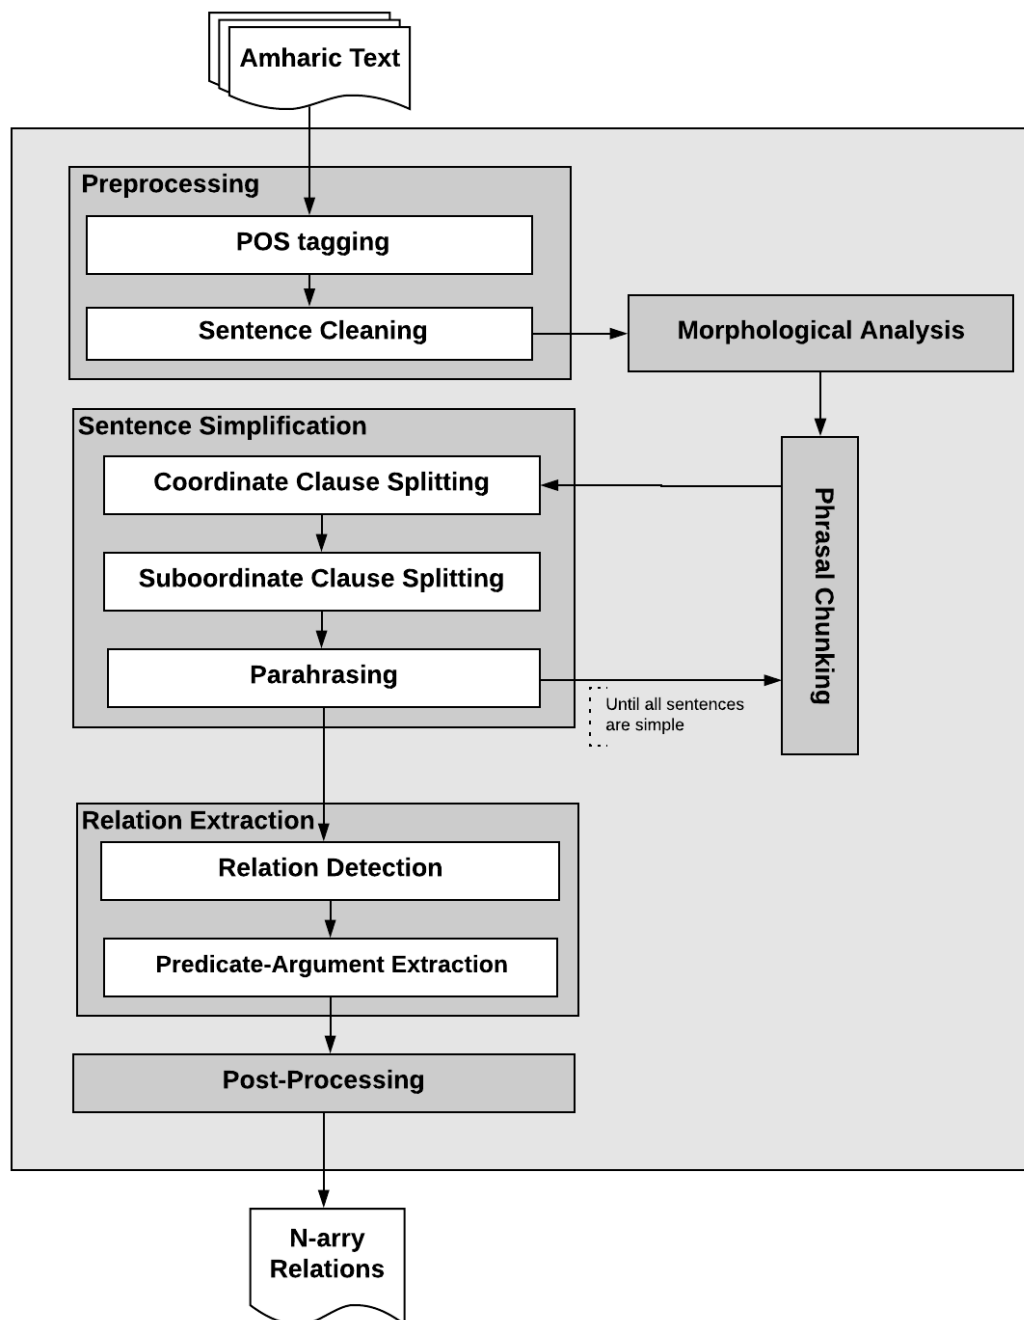 Amharic Text
Preprocessing
POS tagging
Sentence Cleaning
Morphological Analysis
Sentence Simplification
Coordinate Clause Splitting
Suboordinate Clause Splitting
Parahrasing
Phrasal Chunking
Until all sentences
are simple
Relation Extraction
Relation Detection
Predicate-Argument Extraction
Post-Processing
N-arry
Relations